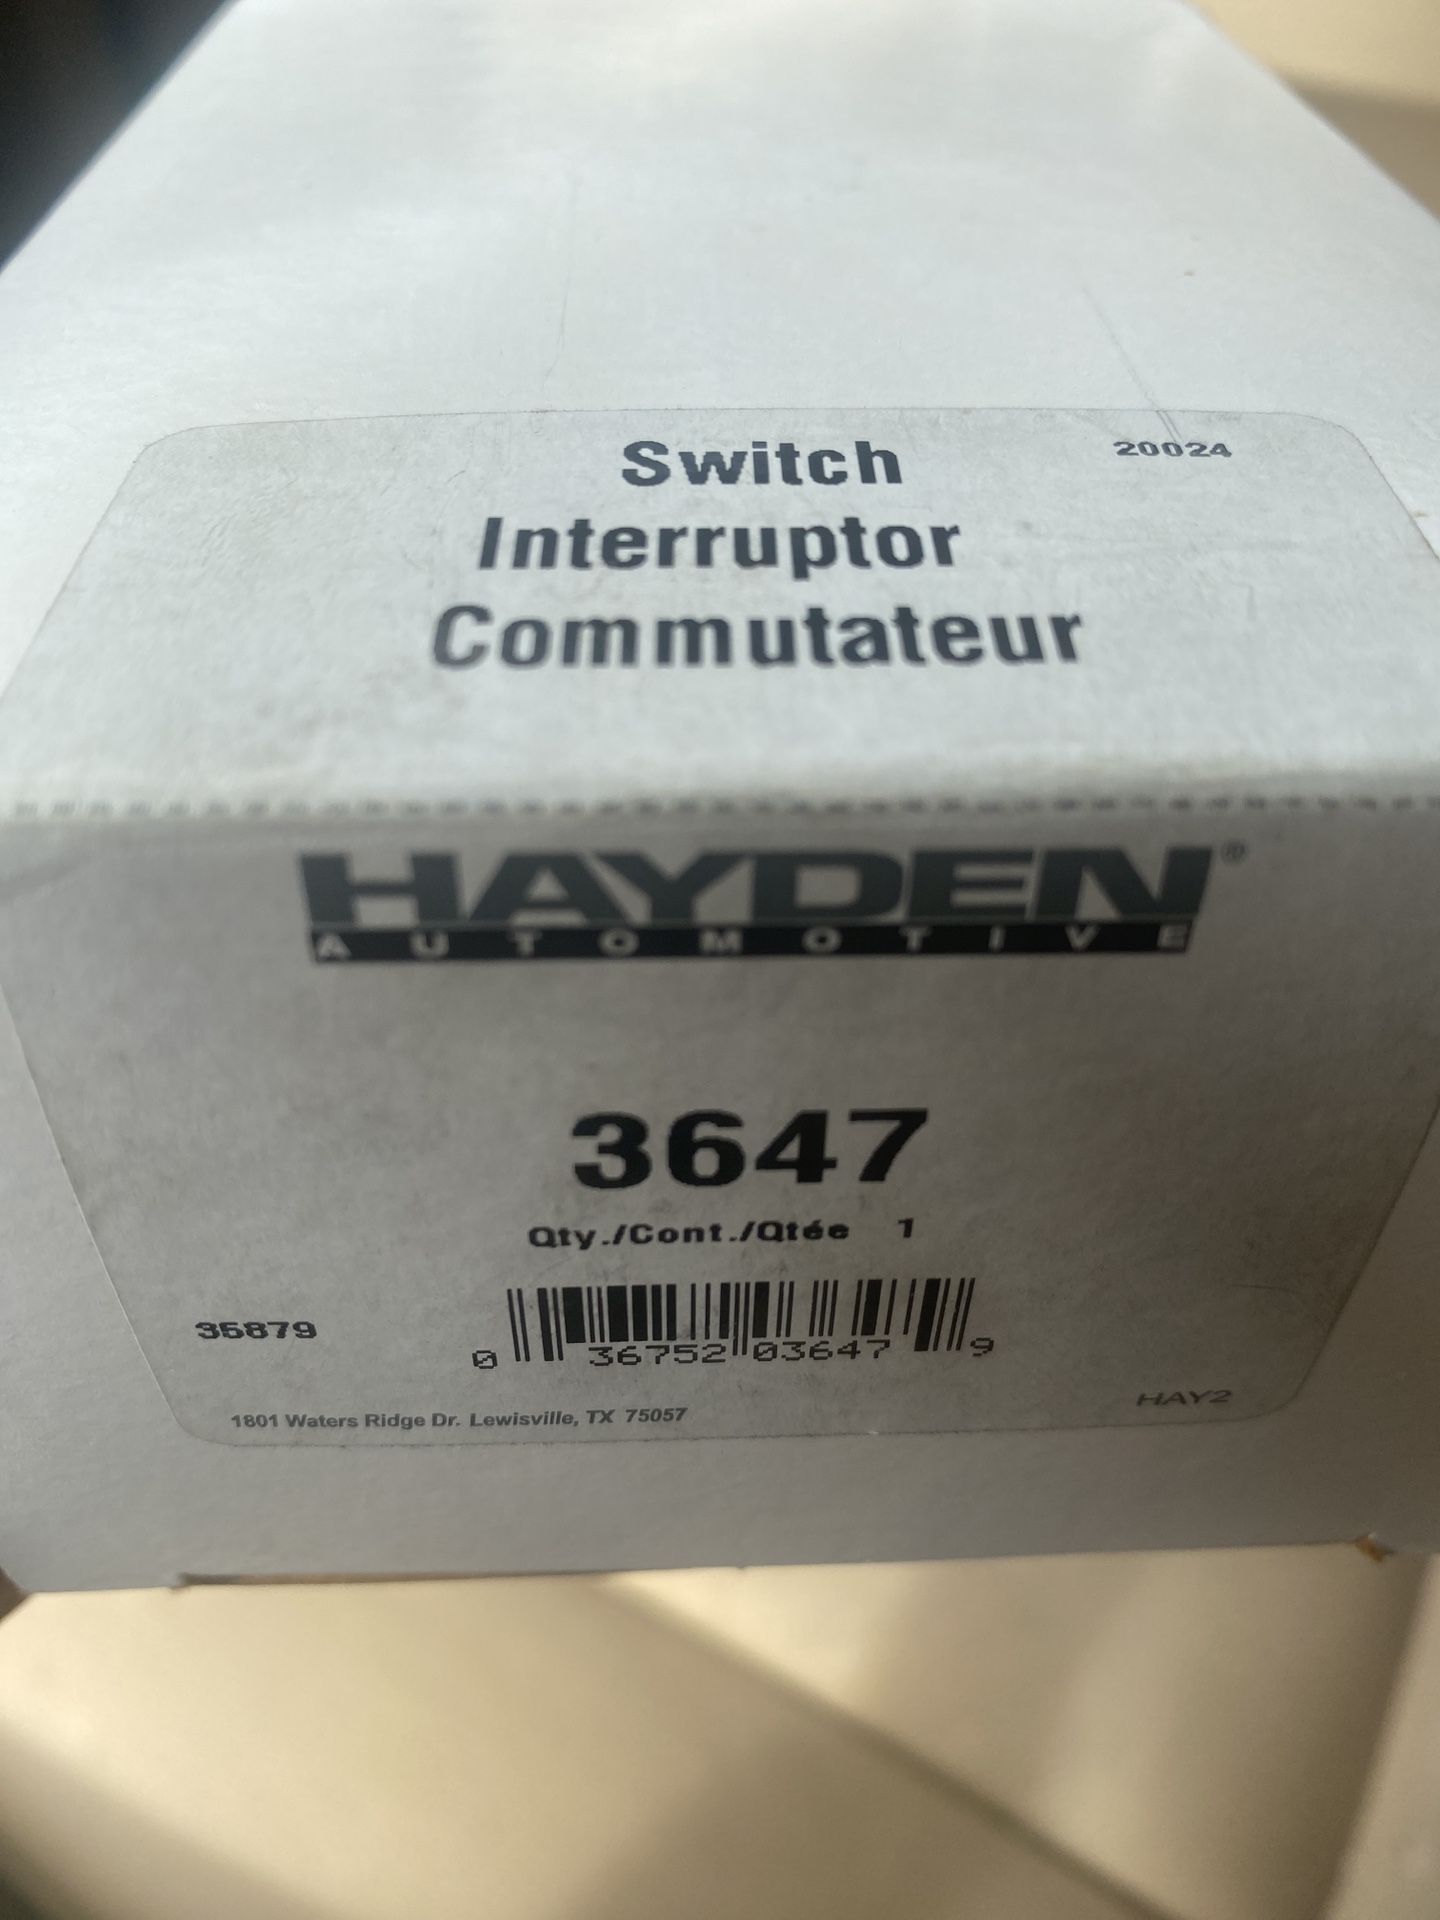 Switch
20024
Interruptor
Commutateur
HAYDEN®
AUTOMOTIVE
3647
Qty./Cont./Qtée 1
35879
0 36752 03647 9
HAY2
1801 Waters Ridge Dr. Lewisville, TX 75057